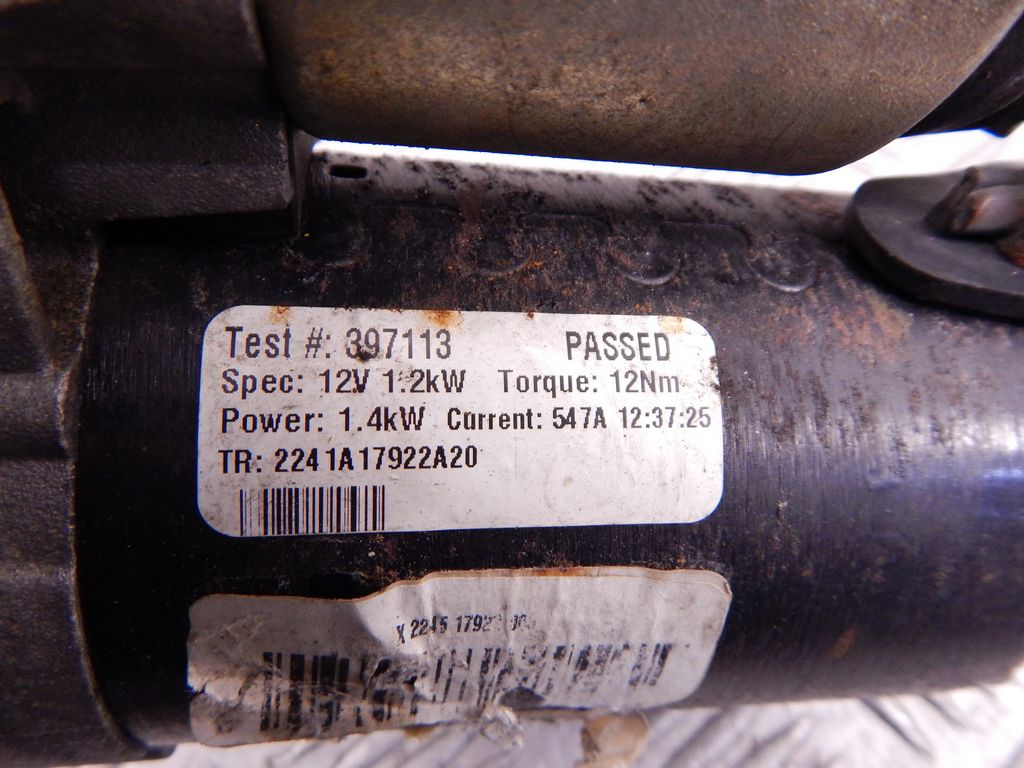 Test #: 397113 PASSED
Spec: 12V 1.2kW Torque: 12Nm
Power: 1.4kW Current: 547A 12:37:25
TR: 2241A17922A20
X 2245